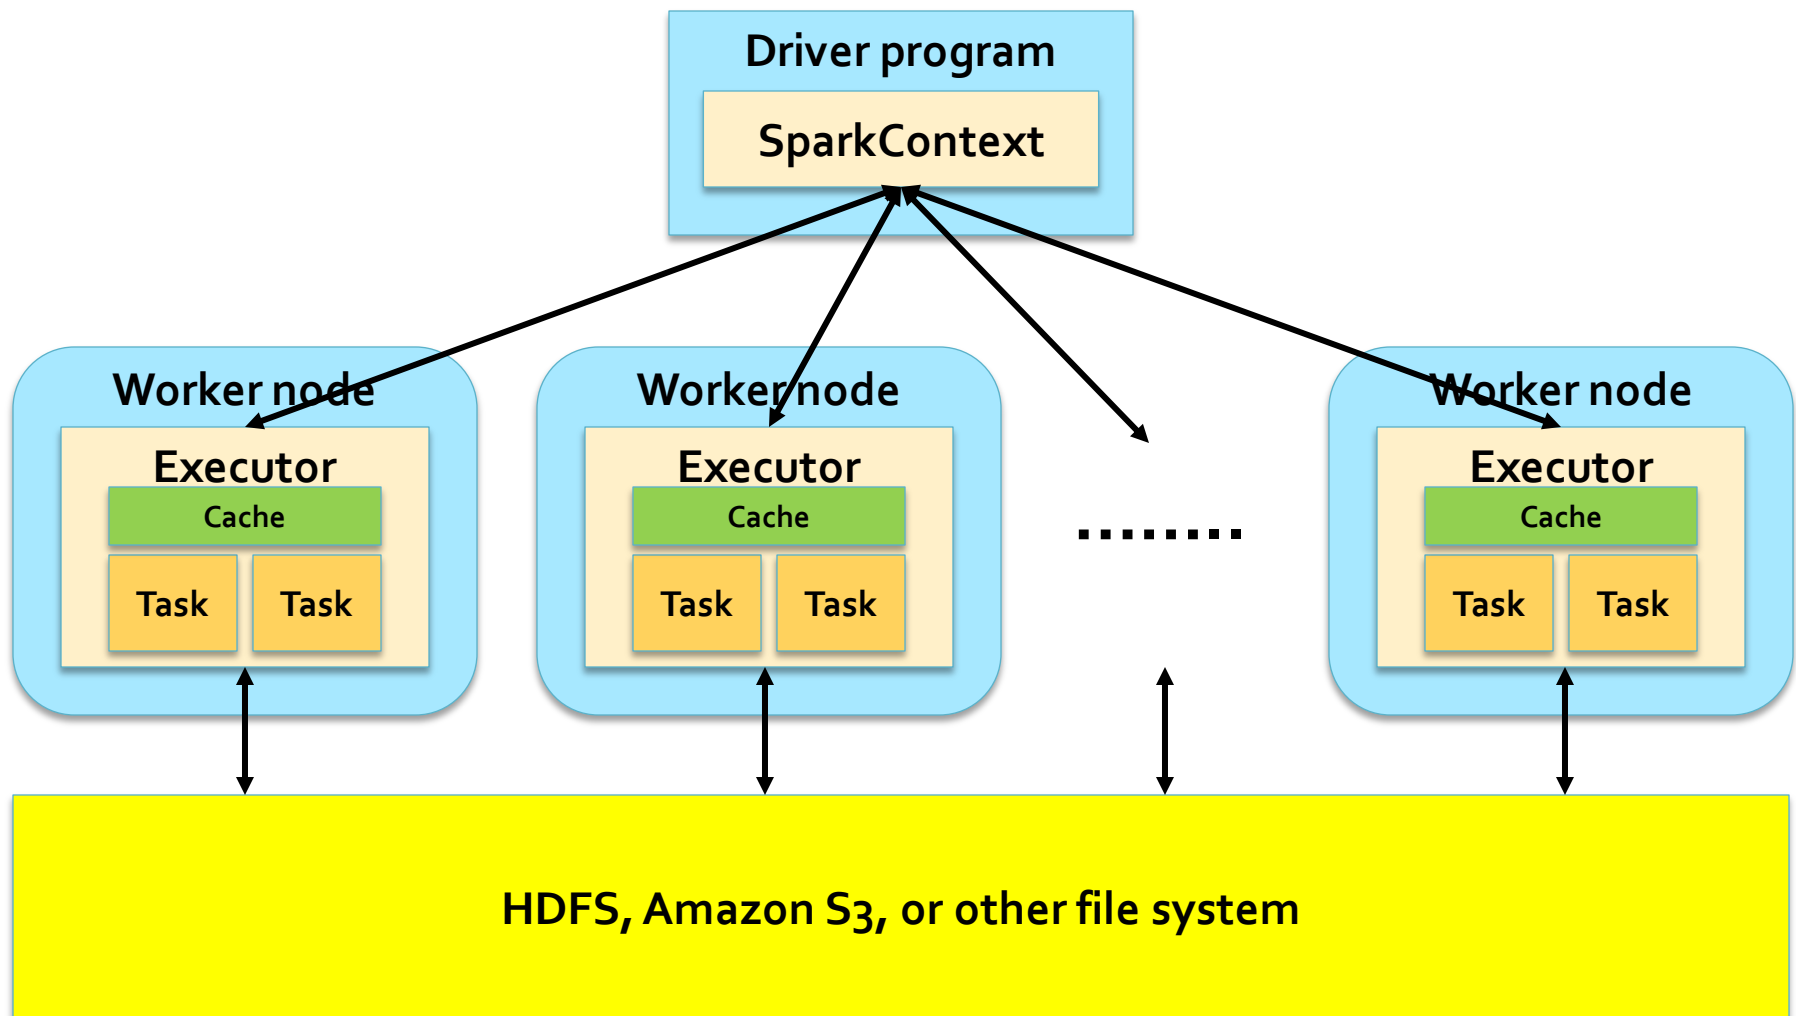 Driver program
SparkContext
Worker node
Executor
Cache
Task Task
Worker node
Executor
Cache
Task Task
........
Worker node
Executor
Cache
Task Task
HDFS, Amazon S3, or other file system